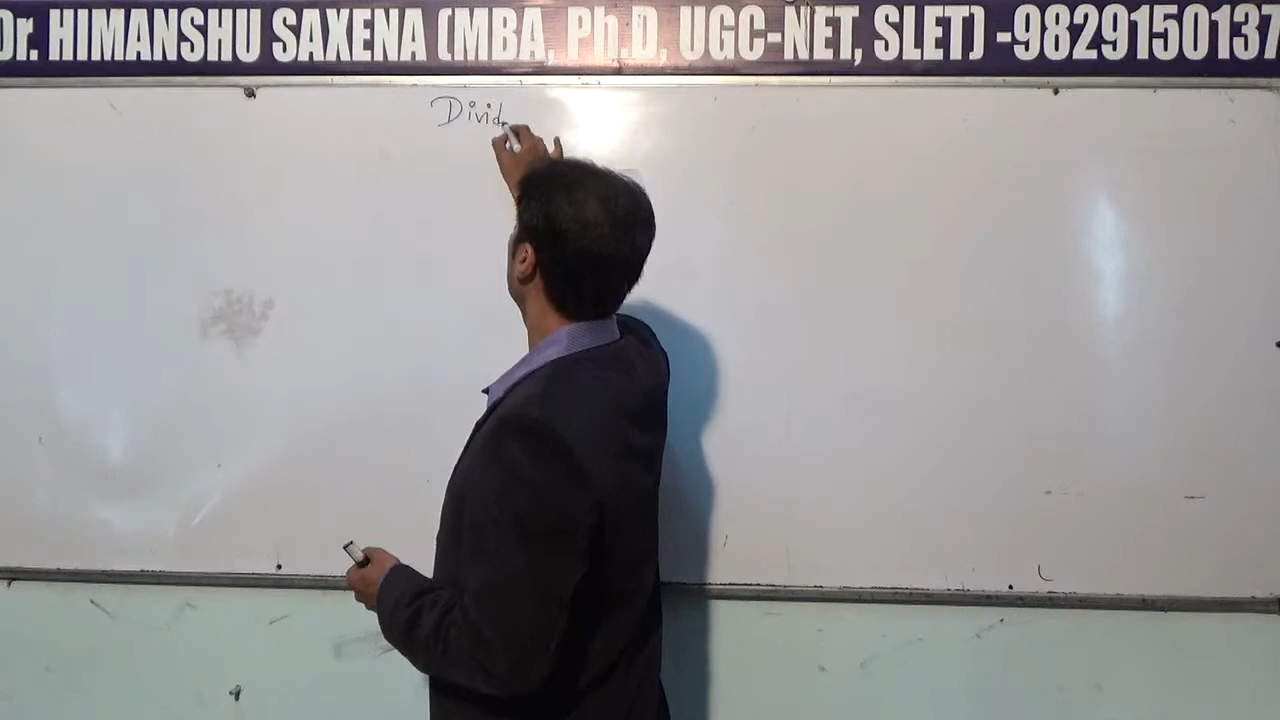 Dr. HIMANSHU SAXENA (MBA, Ph.D, UGC-NET, SLET) -9829150137
Divid